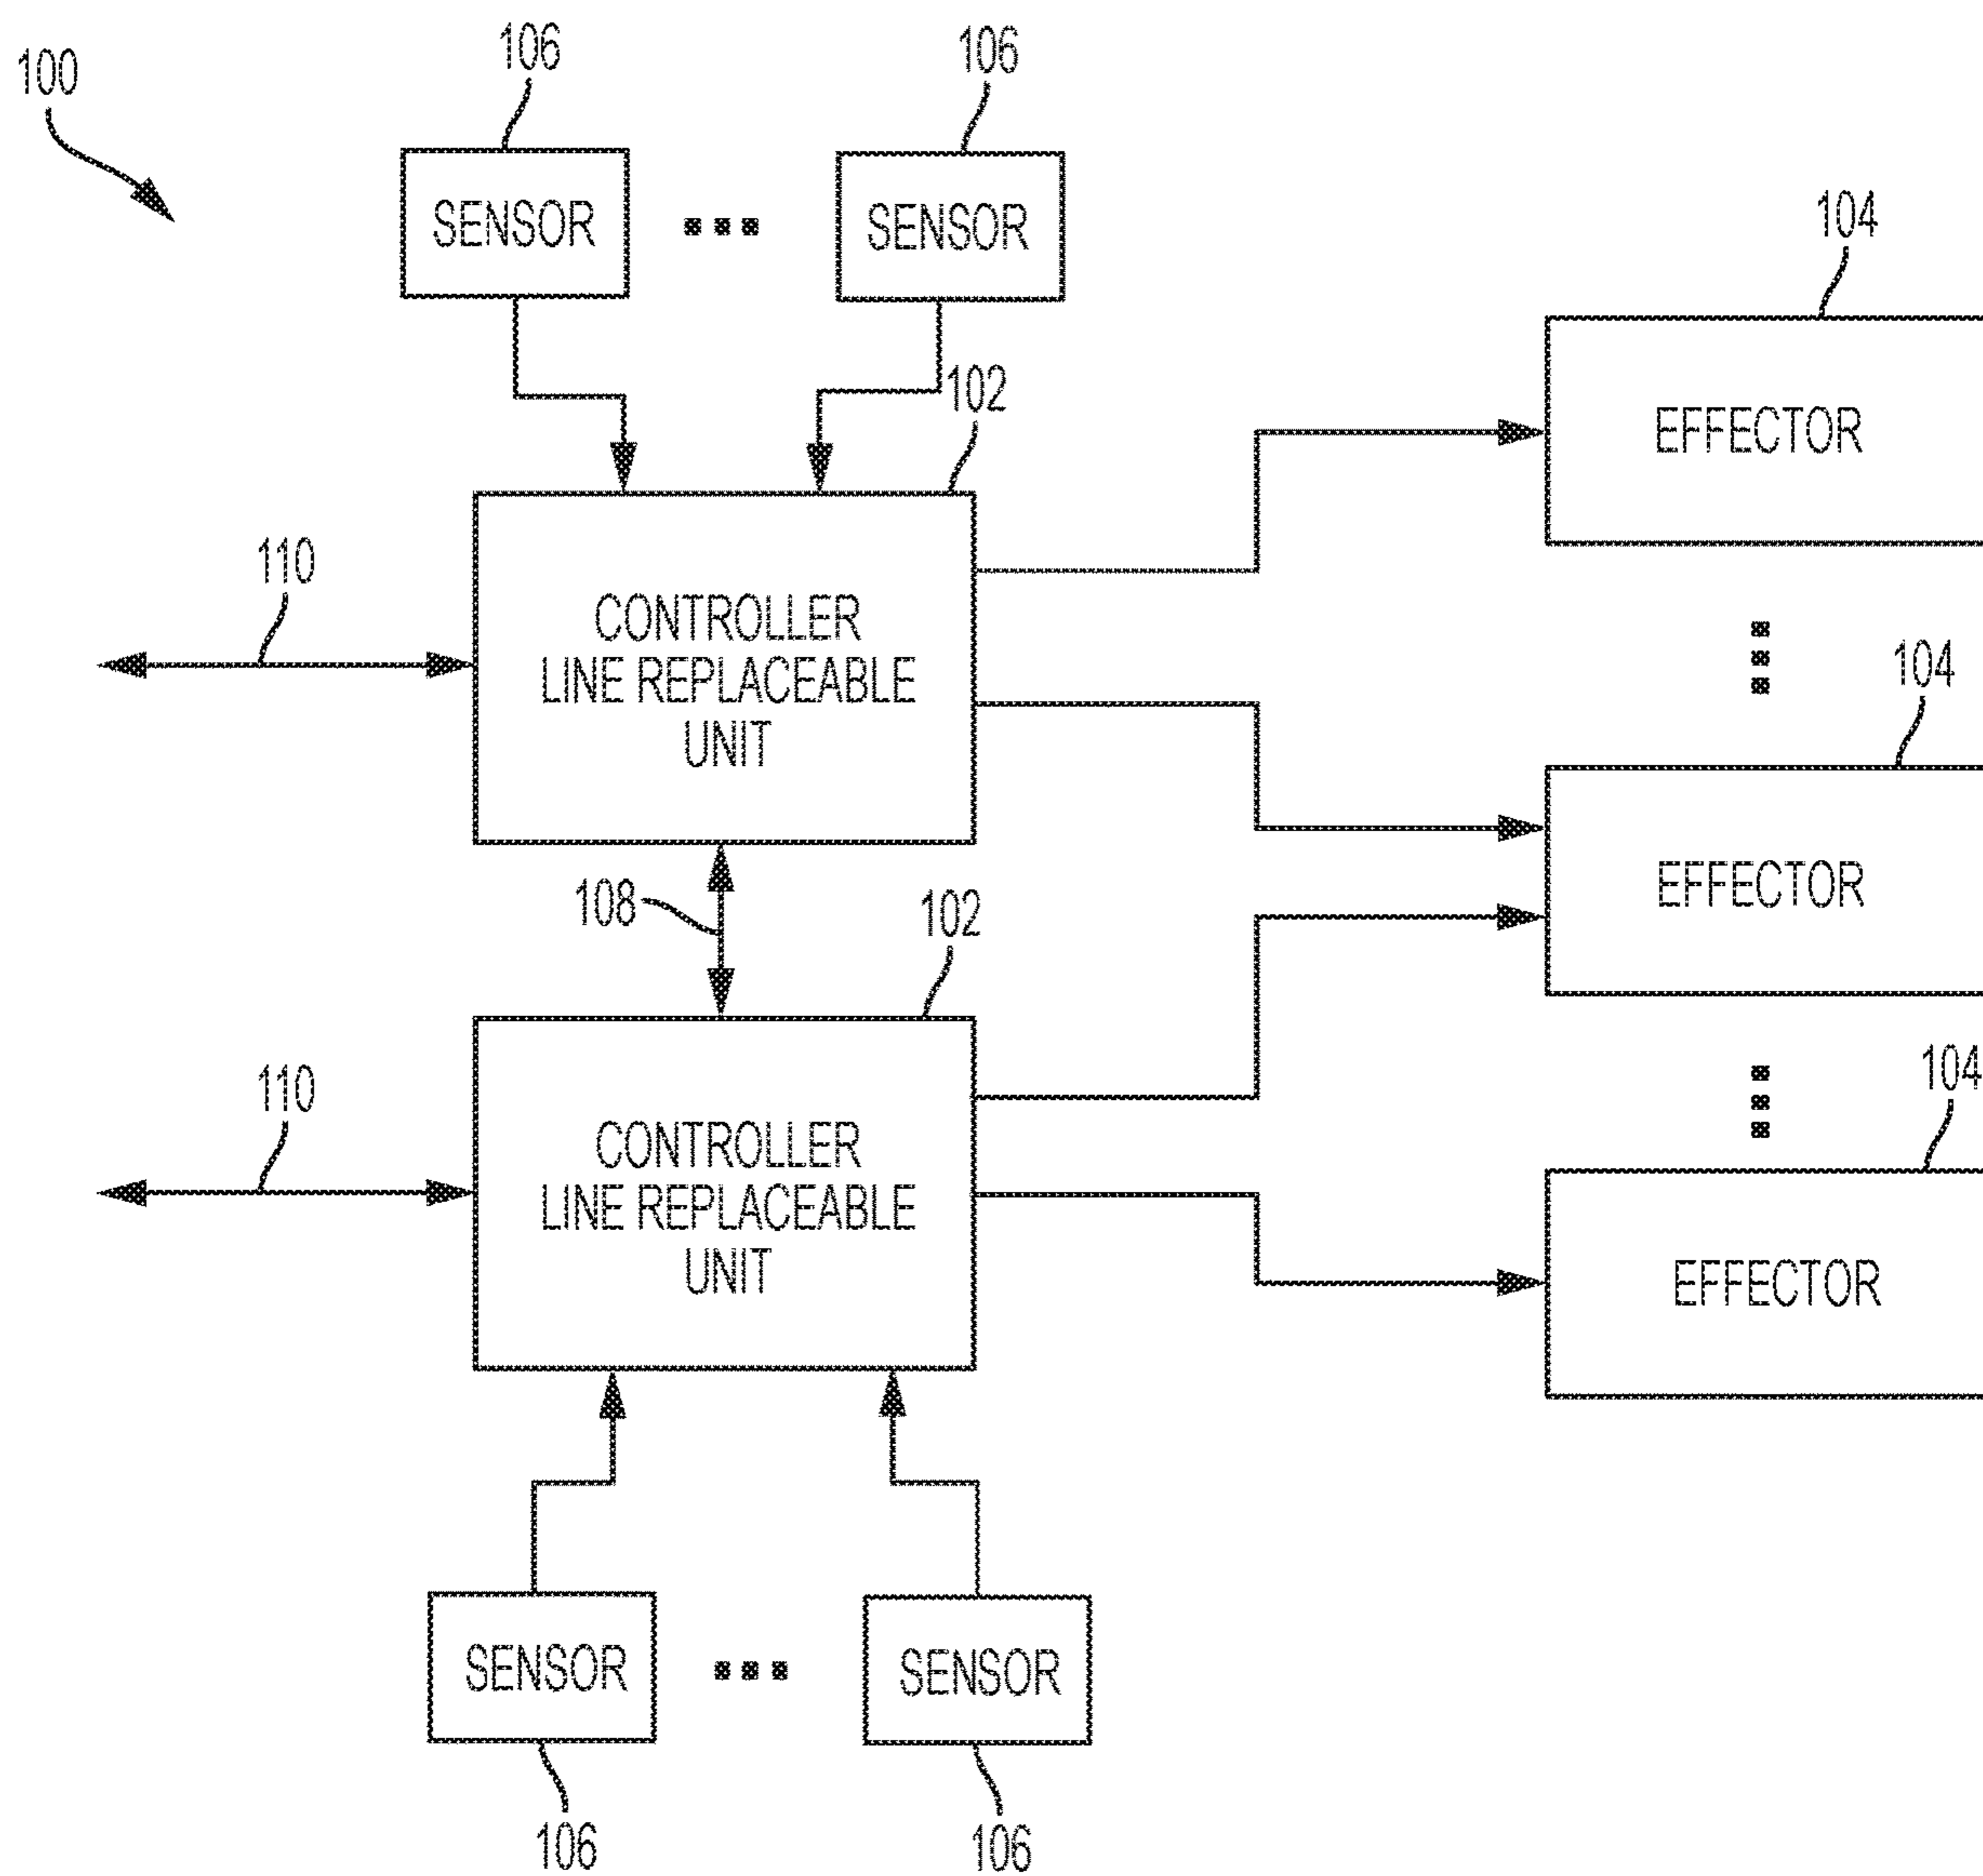 106
106
100
SENSOR
SENSOR
104
102
EFFECTOR
110
CONTROLLER
LINE REPLACEABLE
UNIT
104
EFFECTOR
108
102
104
110
CONTROLLER
LINE REPLACEABLE
UNIT
EFFECTOR
SENSOR
SENSOR
106
106